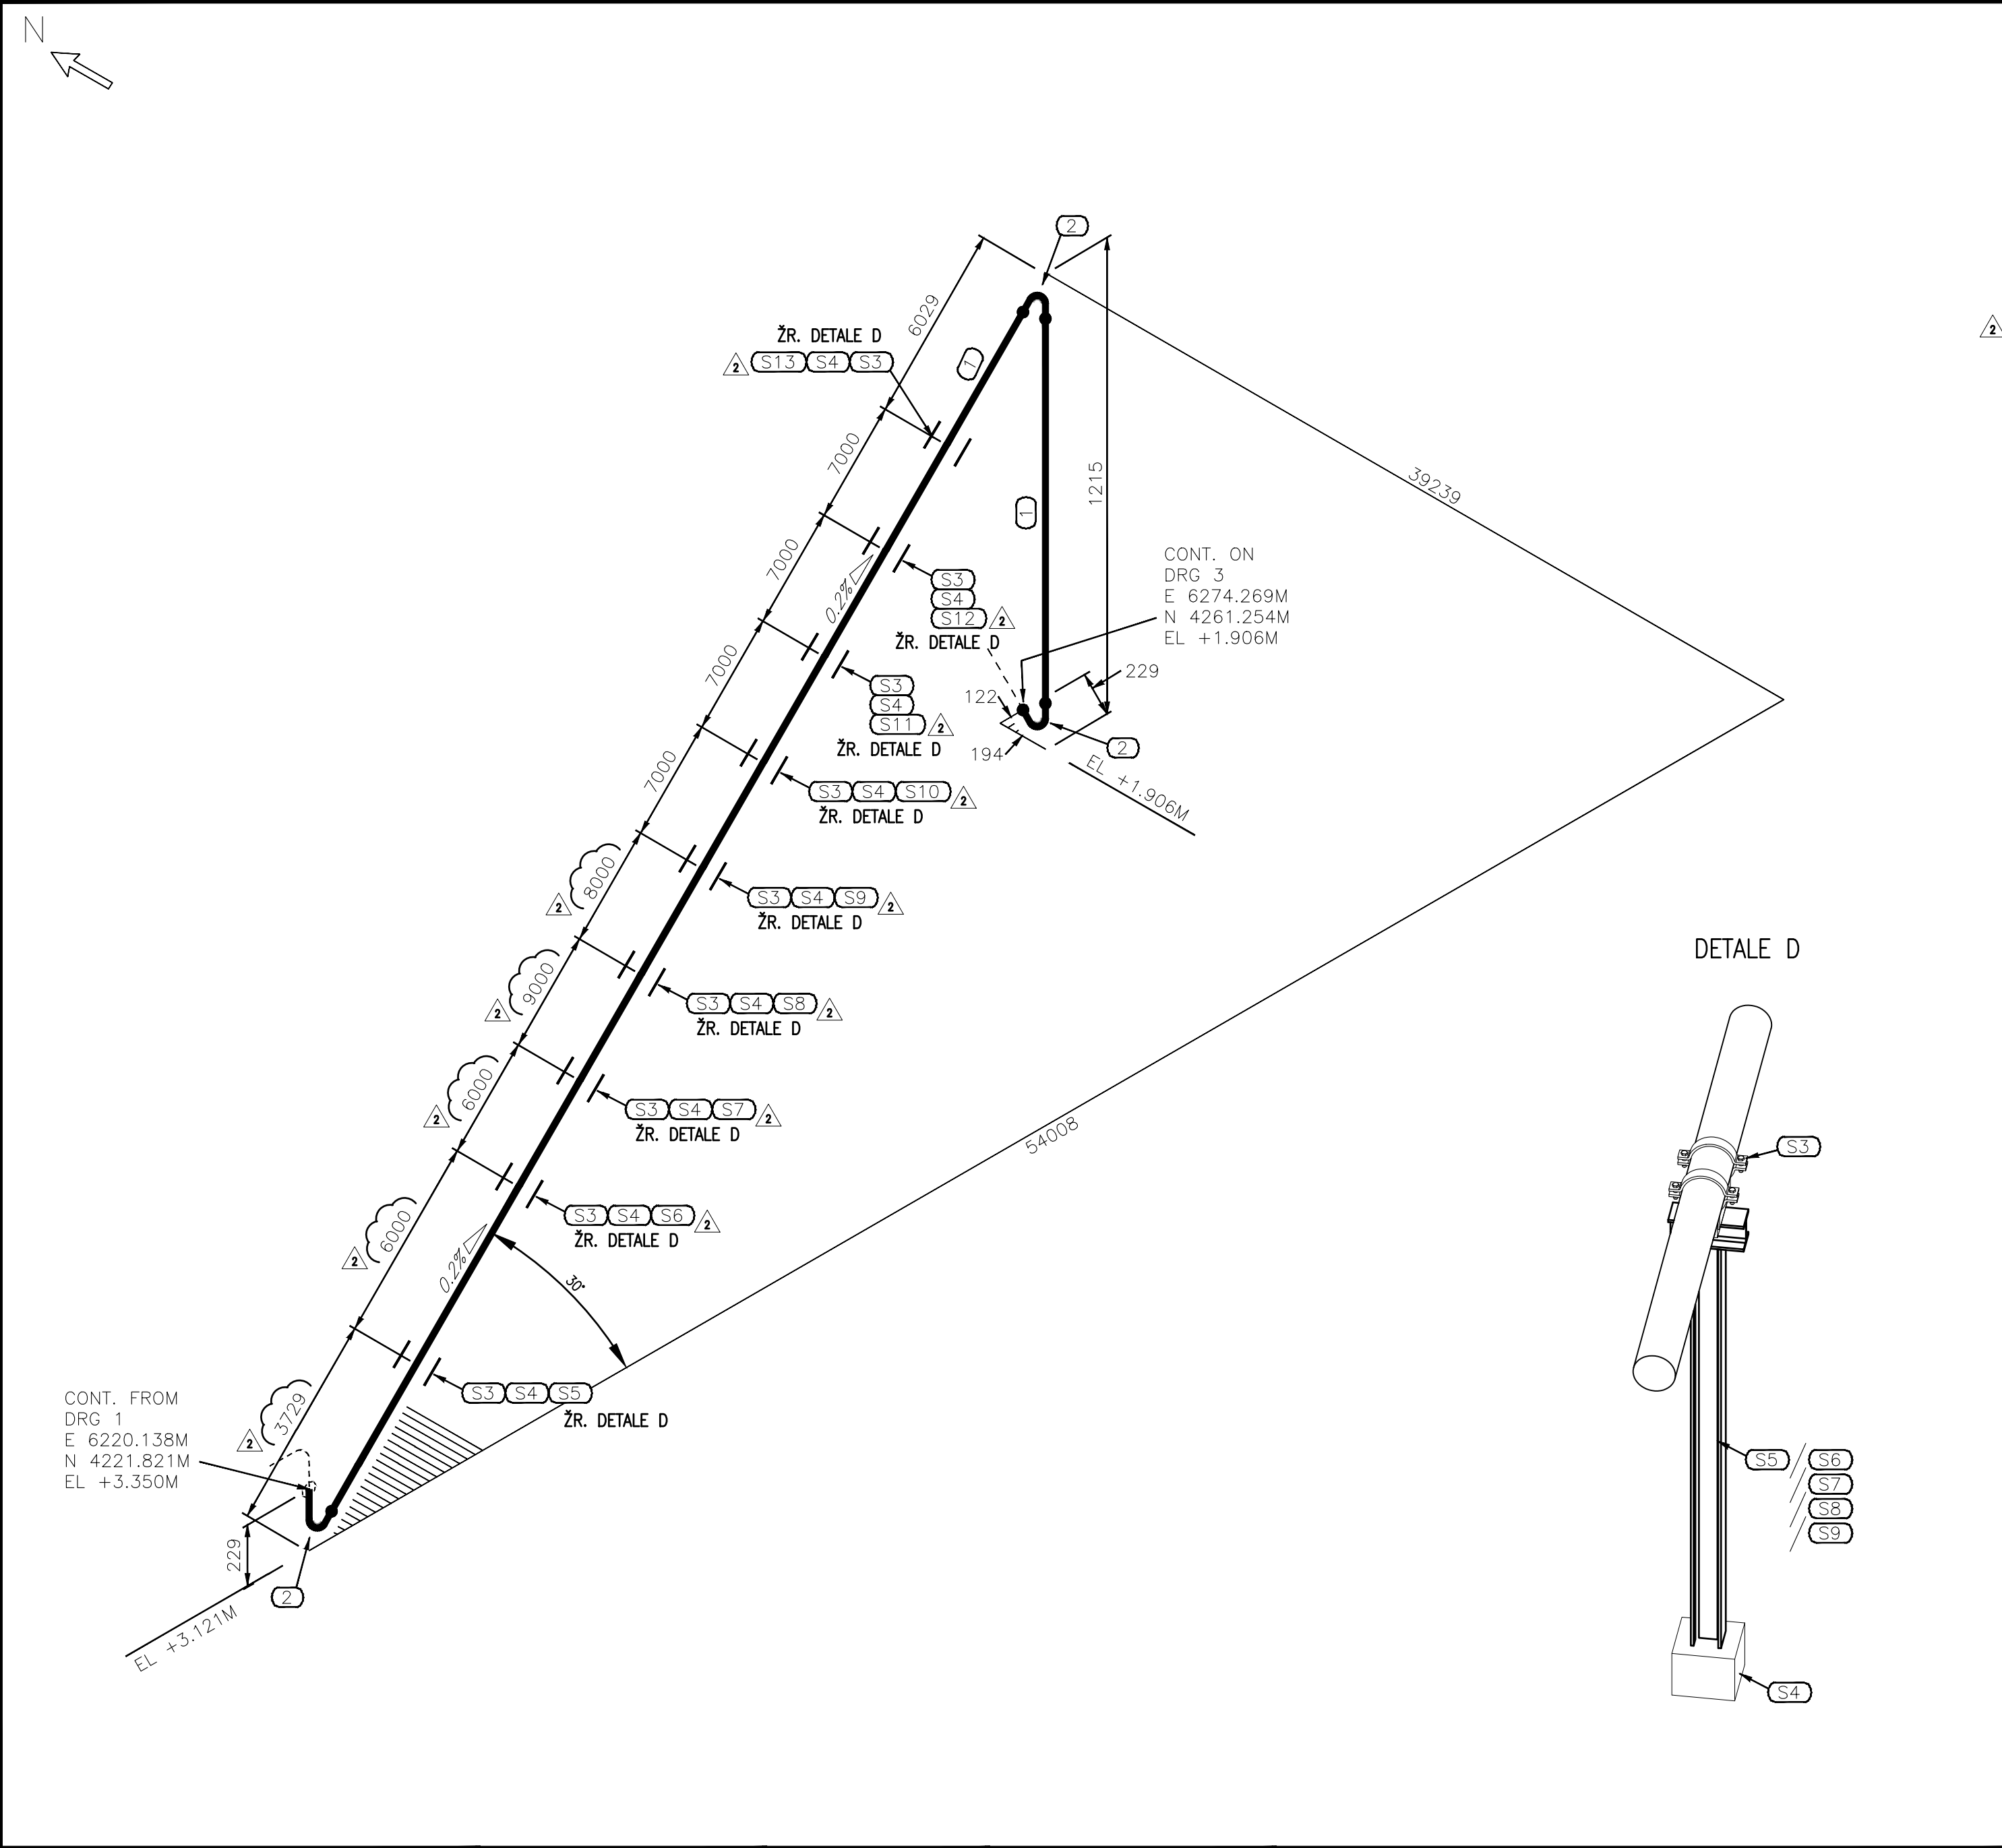 N
2
6029
ŽR. DETALE D
2 S13 S4 S3
1
2
7000
39239
1215
1
7000
0.2%
CONT. ON
DRG 3
E 6274.269M
N 4261.254M
EL +1.906M
S3
S4
S12 2
ŽR. DETALE D
7000
229
122
194
2
EL +1.906M
S3
S4
S11 2
ŽR. DETALE D
7000
S3 S4 S10 2
ŽR. DETALE D
8000
2
S3 S4 S9 2
ŽR. DETALE D
DETALE D
9000
2
S3 S4 S8 2
ŽR. DETALE D
6000
2
S3 S4 S7 2
ŽR. DETALE D
54008
S3
6000
2
S3 S4 S6 2
ŽR. DETALE D
0.2%
30°
3729
2
S3 S4 S5
ŽR. DETALE D
CONT. FROM
DRG 1
E 6220.138M
N 4221.821M
EL +3.350M
S5 / S6
/ S7
/ S8
/ S9
229
2
EL +3.121M
S4